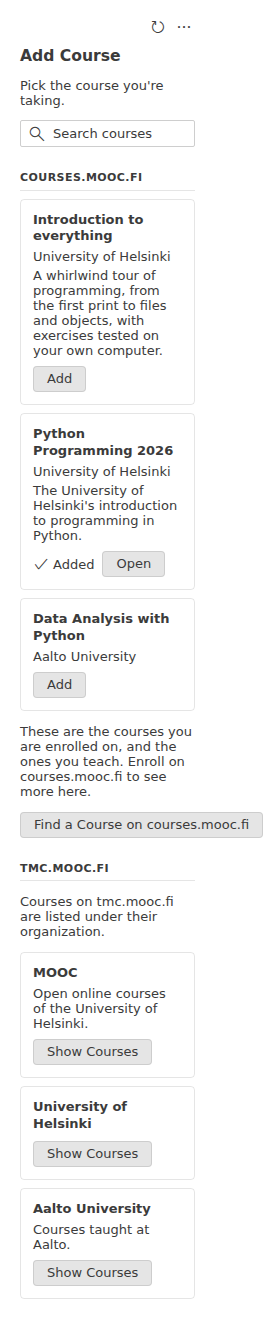 Add Course
Pick the course you're
taking.
Search courses
COURSES.MOOC.FI
Introduction to
everything
University of Helsinki
A whirlwind tour of
programming, from
the first print to files
and objects, with
exercises tested on
your own computer.
Add
Python
Programming 2026
University of Helsinki
The University of
Helsinki's introduction
to programming in
Python.
Added Open
Data Analysis with
Python
Aalto University
Add
These are the courses you
are enrolled on, and the
ones you teach. Enroll on
courses.mooc.fi to see
more here.
Find a Course on courses.mooc.fi
TMC.MOOC.FI
Courses on tmc.mooc.fi
are listed under their
organization.
MOOC
Open online courses
of the University of
Helsinki.
Show Courses
University of
Helsinki
Show Courses
Aalto University
Courses taught at
Aalto.
Show Courses